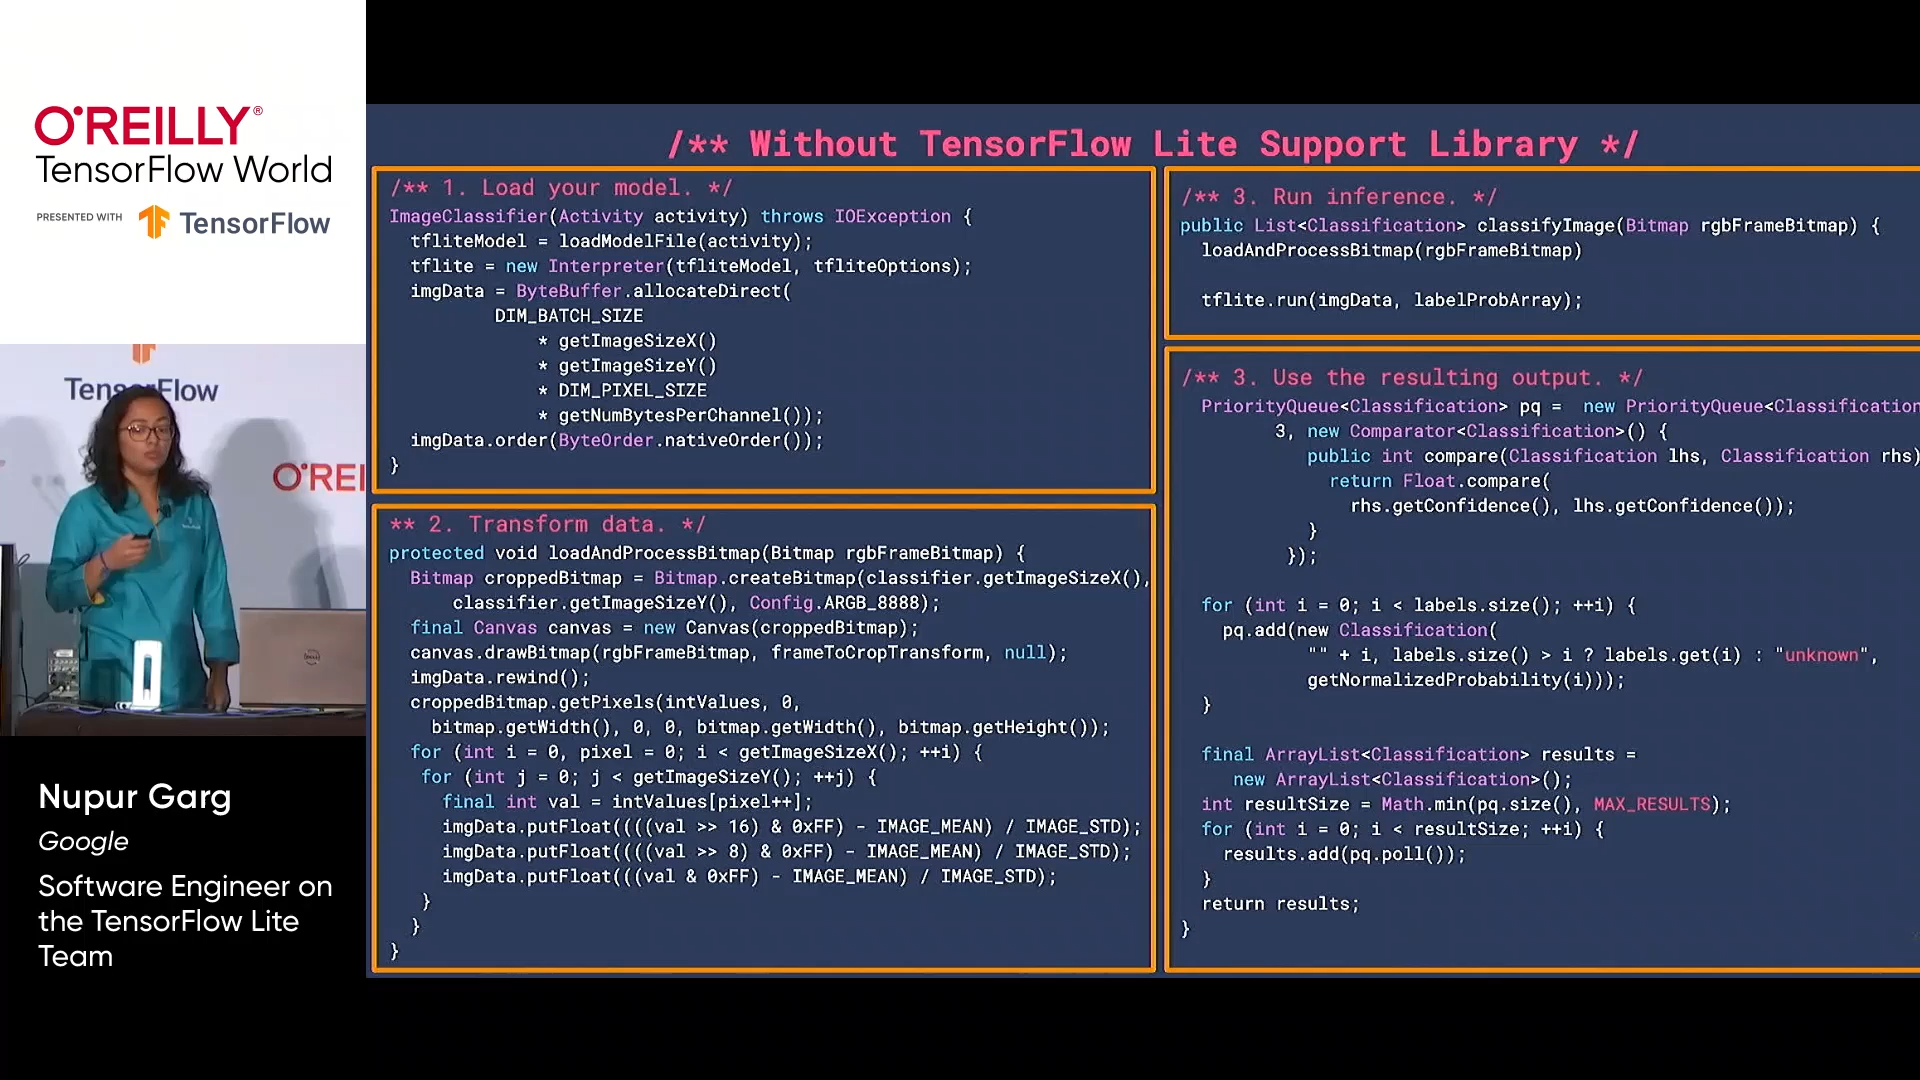 O'REILLY®
TensorFlow World
PRESENTED WITH TensorFlow
TensorFlow
O'REI
Nupur Garg
Google
Software Engineer on
the TensorFlow Lite
Team
/** Without TensorFlow Lite Support Library */
/** 1. Load your model. */
ImageClassifier(Activity activity) throws IOException {
tfliteModel = loadModelFile(activity);
tflite = new Interpreter(tfliteModel, tfliteOptions);
imgData = ByteBuffer.allocateDirect(
DIM_BATCH_SIZE
* getImageSizeX()
* getImageSizeY()
* DIM_PIXEL_SIZE
* getNumBytesPerChannel());
imgData.order(ByteOrder.nativeOrder());
}
** 2. Transform data. */
protected void loadAndProcessBitmap(Bitmap rgbFrameBitmap) {
Bitmap croppedBitmap = Bitmap.createBitmap(classifier.getImageSizeX(),
classifier.getImageSizeY(), Config.ARGB_8888);
final Canvas canvas = new Canvas(croppedBitmap);
canvas.drawBitmap(rgbFrameBitmap, frameToCropTransform, null);
imgData.rewind();
croppedBitmap.getPixels(intValues, 0,
bitmap.getWidth(), 0, 0, bitmap.getWidth(), bitmap.getHeight());
for (int i = 0, pixel = 0; i < getImageSizeX(); ++i) {
for (int j = 0; j < getImageSizeY(); ++j) {
final int val = intValues[pixel++];
imgData.putFloat((((val >> 16) & 0xFF) - IMAGE_MEAN) / IMAGE_STD);
imgData.putFloat((((val >> 8) & 0xFF) - IMAGE_MEAN) / IMAGE_STD);
imgData.putFloat(((val & 0xFF) - IMAGE_MEAN) / IMAGE_STD);
}
}
}
/** 3. Run inference. */
public List<Classification> classifyImage(Bitmap rgbFrameBitmap) {
loadAndProcessBitmap(rgbFrameBitmap)
tflite.run(imgData, labelProbArray);
/** 3. Use the resulting output. */
PriorityQueue<Classification> pq = new PriorityQueue<Classification
3, new Comparator<Classification>() {
public int compare(Classification lhs, Classification rhs)
return Float.compare(
rhs.getConfidence(), lhs.getConfidence());
}
});
for (int i = 0; i < labels.size(); ++i) {
pq.add(new Classification(
"" + i, labels.size() > i ? labels.get(i) : "unknown",
getNormalizedProbability(i)));
}
final ArrayList<Classification> results =
new ArrayList<Classification>();
int resultSize = Math.min(pq.size(), MAX_RESULTS);
for (int i = 0; i < resultSize; ++i) {
results.add(pq.poll());
}
return results;
}